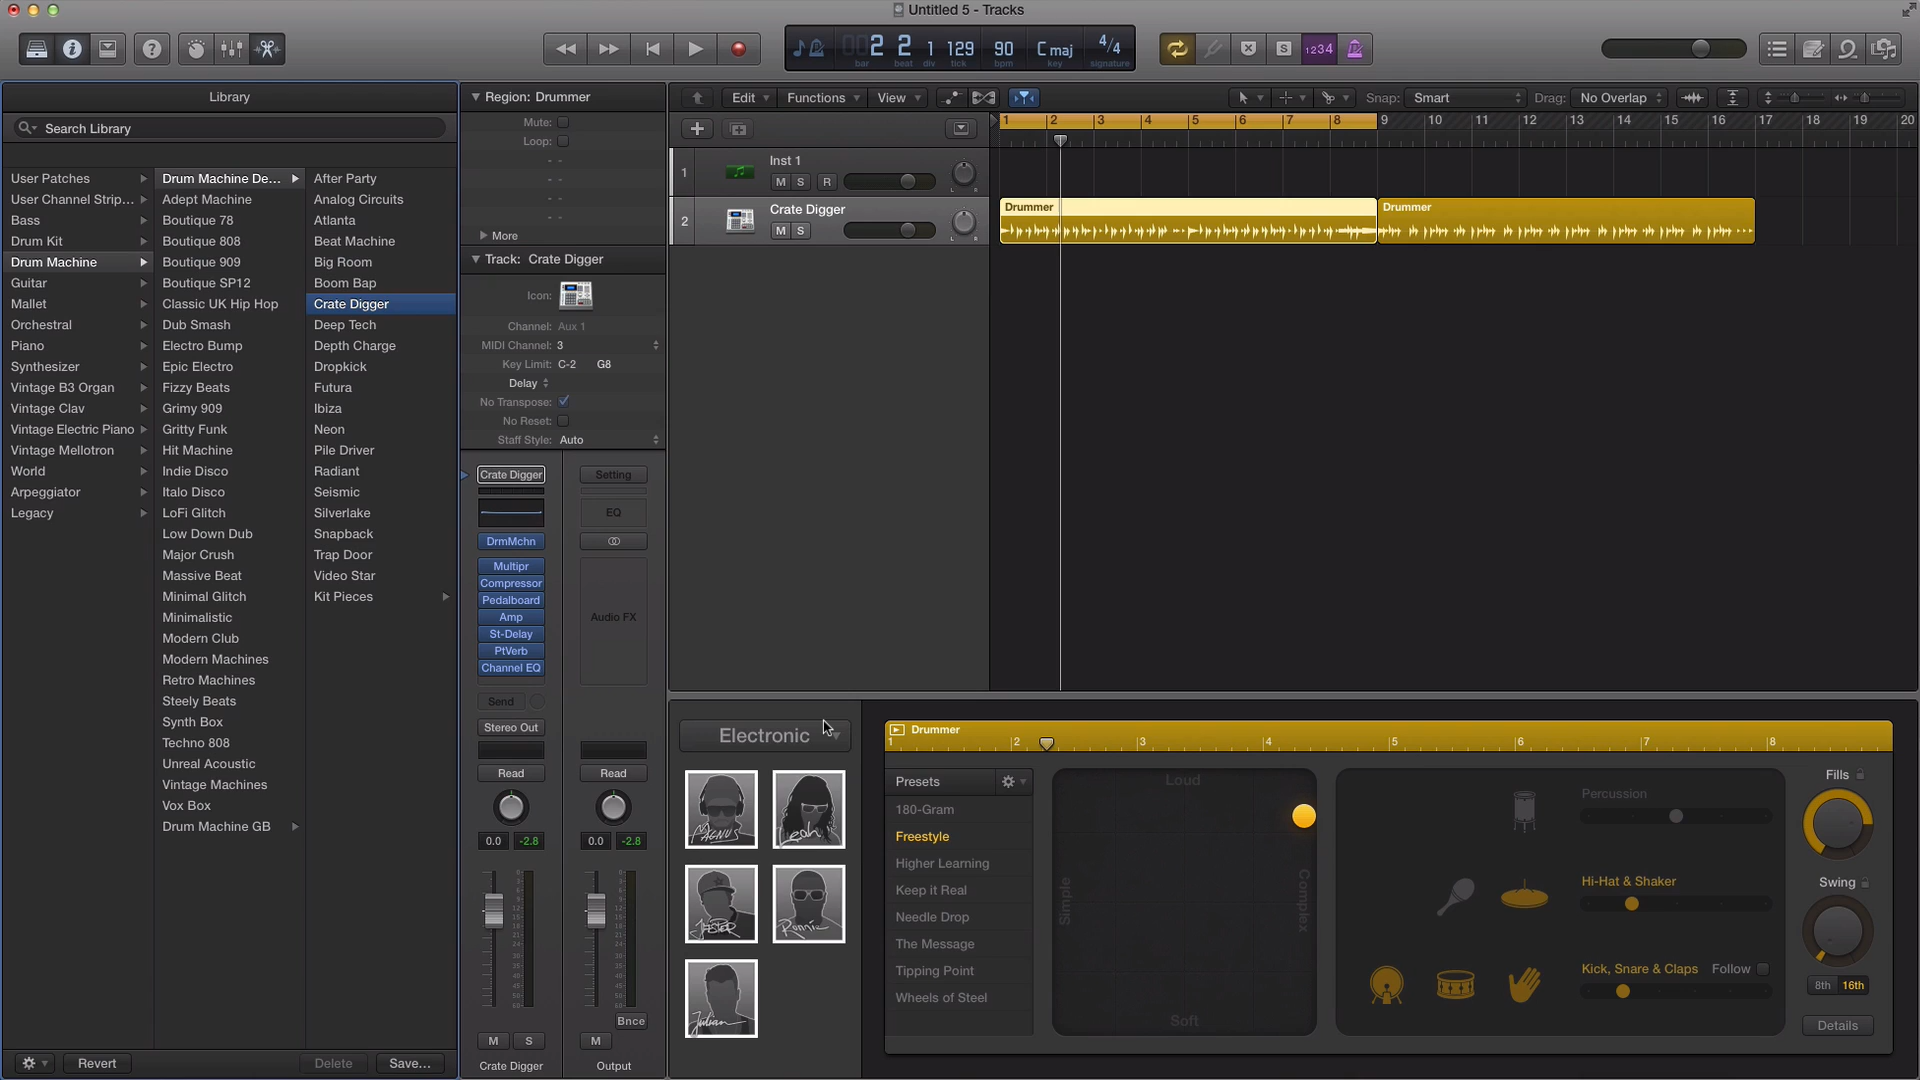 Untitled 5 - Tracks
2 2 1 129 90 C maj 4/4
bar beat div tick bpm key signature
S 1234
Library
Search Library
User Patches
User Channel Strip...
Bass
Drum Kit
Drum Machine
Guitar
Mallet
Orchestral
Piano
Synthesizer
Vintage B3 Organ
Vintage Clav
Vintage Electric Piano
Vintage Mellotron
World
Arpeggiator
Legacy
Drum Machine De...
Adept Machine
Boutique 78
Boutique 808
Boutique 909
Boutique SP12
Classic UK Hip Hop
Dub Smash
Electro Bump
Epic Electro
Fizzy Beats
Grimy 909
Gritty Funk
Hit Machine
Indie Disco
Italo Disco
LoFi Glitch
Low Down Dub
Major Crush
Massive Beat
Minimal Glitch
Minimalistic
Modern Club
Modern Machines
Retro Machines
Steely Beats
Synth Box
Techno 808
Unreal Acoustic
Vintage Machines
Vox Box
Drum Machine GB
After Party
Analog Circuits
Atlanta
Beat Machine
Big Room
Boom Bap
Crate Digger
Deep Tech
Depth Charge
Dropkick
Futura
Ibiza
Neon
Pile Driver
Radiant
Seismic
Silverlake
Snapback
Trap Door
Video Star
Kit Pieces
Revert Delete Save...
Region: Drummer
Mute:
Loop:
More
Track: Crate Digger
Icon:
Channel: Aux 1
MIDI Channel: 3
Key Limit: C-2 G8
Delay
No Transpose:
No Reset:
Staff Style: Auto
Crate Digger Setting
EQ
DrmMchn
Multipr
Compressor
Pedalboard
Amp Audio FX
St-Delay
PtVerb
Channel EQ
Send
Stereo Out
Read Read
0.0 -2.8 0.0 -2.8
Bnce
M S M
Crate Digger Output
Edit Functions View Snap: Smart Drag: No Overlap
1 2 3 4 5 6 7 8 9 10 11 12 13 14 15 16 17 18 19 20
1 Inst 1
M S R
2 Crate Digger
M S
Drummer Drummer
Electronic
Magnus Leah
Jasper Ronnie
Julian
Drummer
1 2 3 4 5 6 7 8
Presets
180-Gram
Freestyle
Higher Learning
Keep it Real
Needle Drop
The Message
Tipping Point
Wheels of Steel
Loud
Simple
Complex
Soft
Percussion
Hi-Hat & Shaker
Kick, Snare & Claps Follow
Fills
Swing
8th 16th
Details